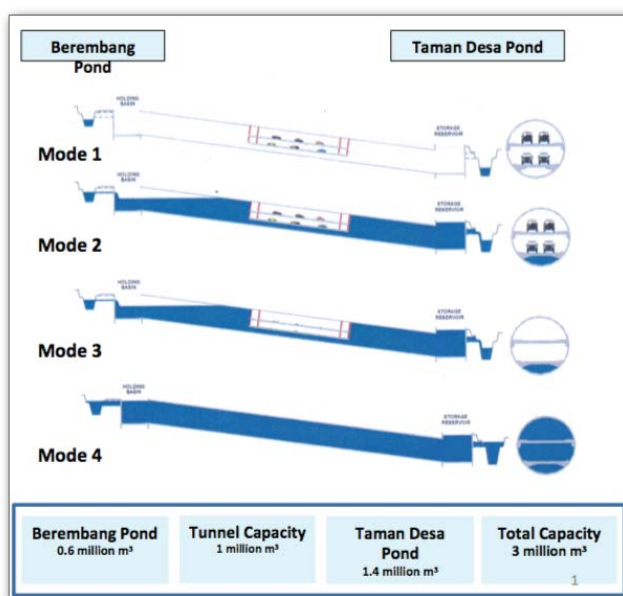 Berembang
Pond
Taman Desa Pond
HOLDING
BASIN
STORAGE
RESERVOIR
Mode 1
HOLDING
BASIN
STORAGE
RESERVOIR
Mode 2
HOLDING
BASIN
STORAGE
RESERVOIR
Mode 3
HOLDING
BASIN
STORAGE
RESERVOIR
Mode 4
Berembang Pond
0.6 million m³
Tunnel Capacity
1 million m³
Taman Desa
Pond
1.4 million m³
Total Capacity
3 million m³
1